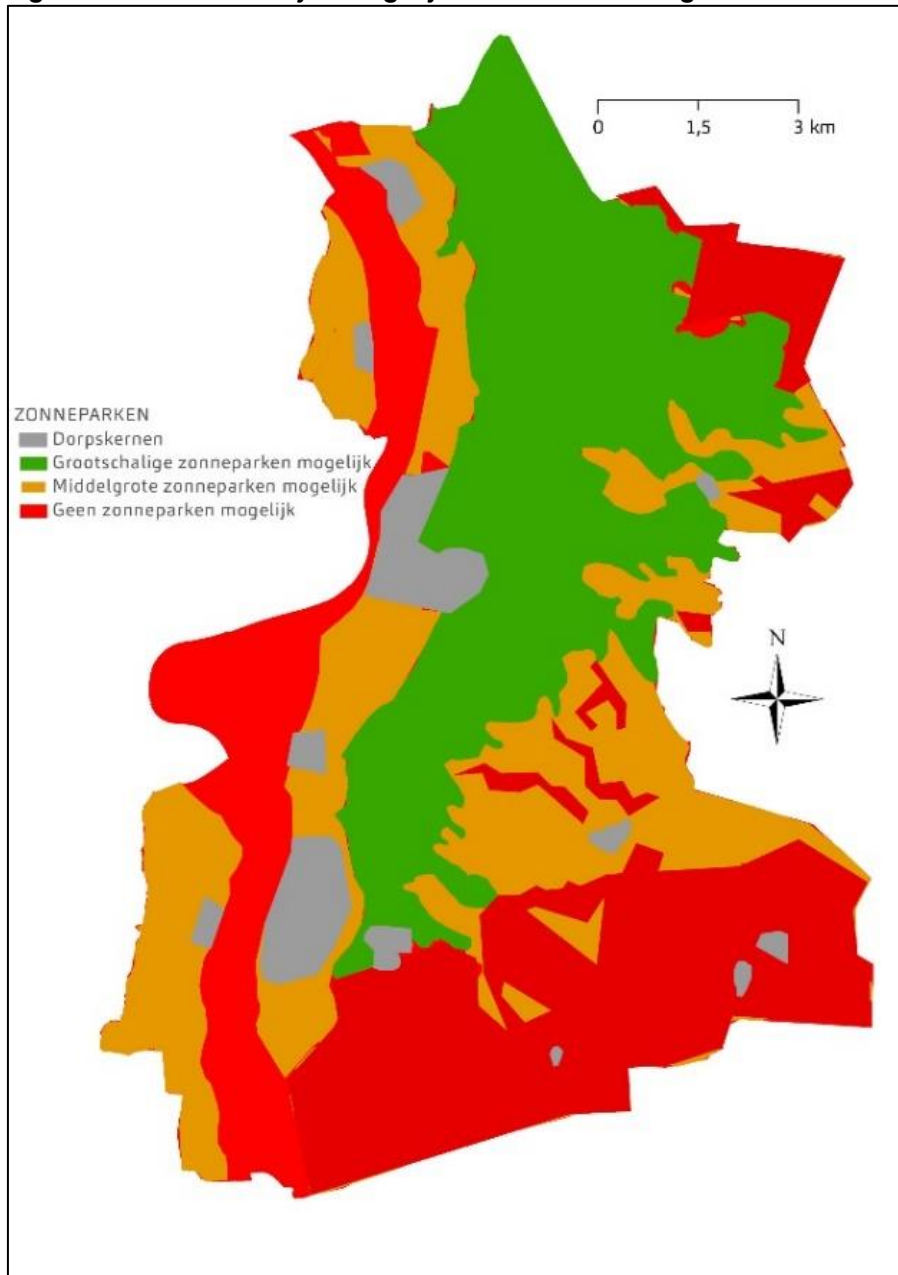 0 1,5 3 km
ZONNEPARKEN
Dorpskernen
Grootschalige zonneparken mogelijk
Middelgrote zonneparken mogelijk
Geen zonneparken mogelijk
N